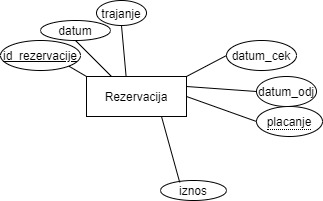 trajanje
datum
id_rezervacije
datum_cek
Rezervacija
datum_odj
placanje
iznos